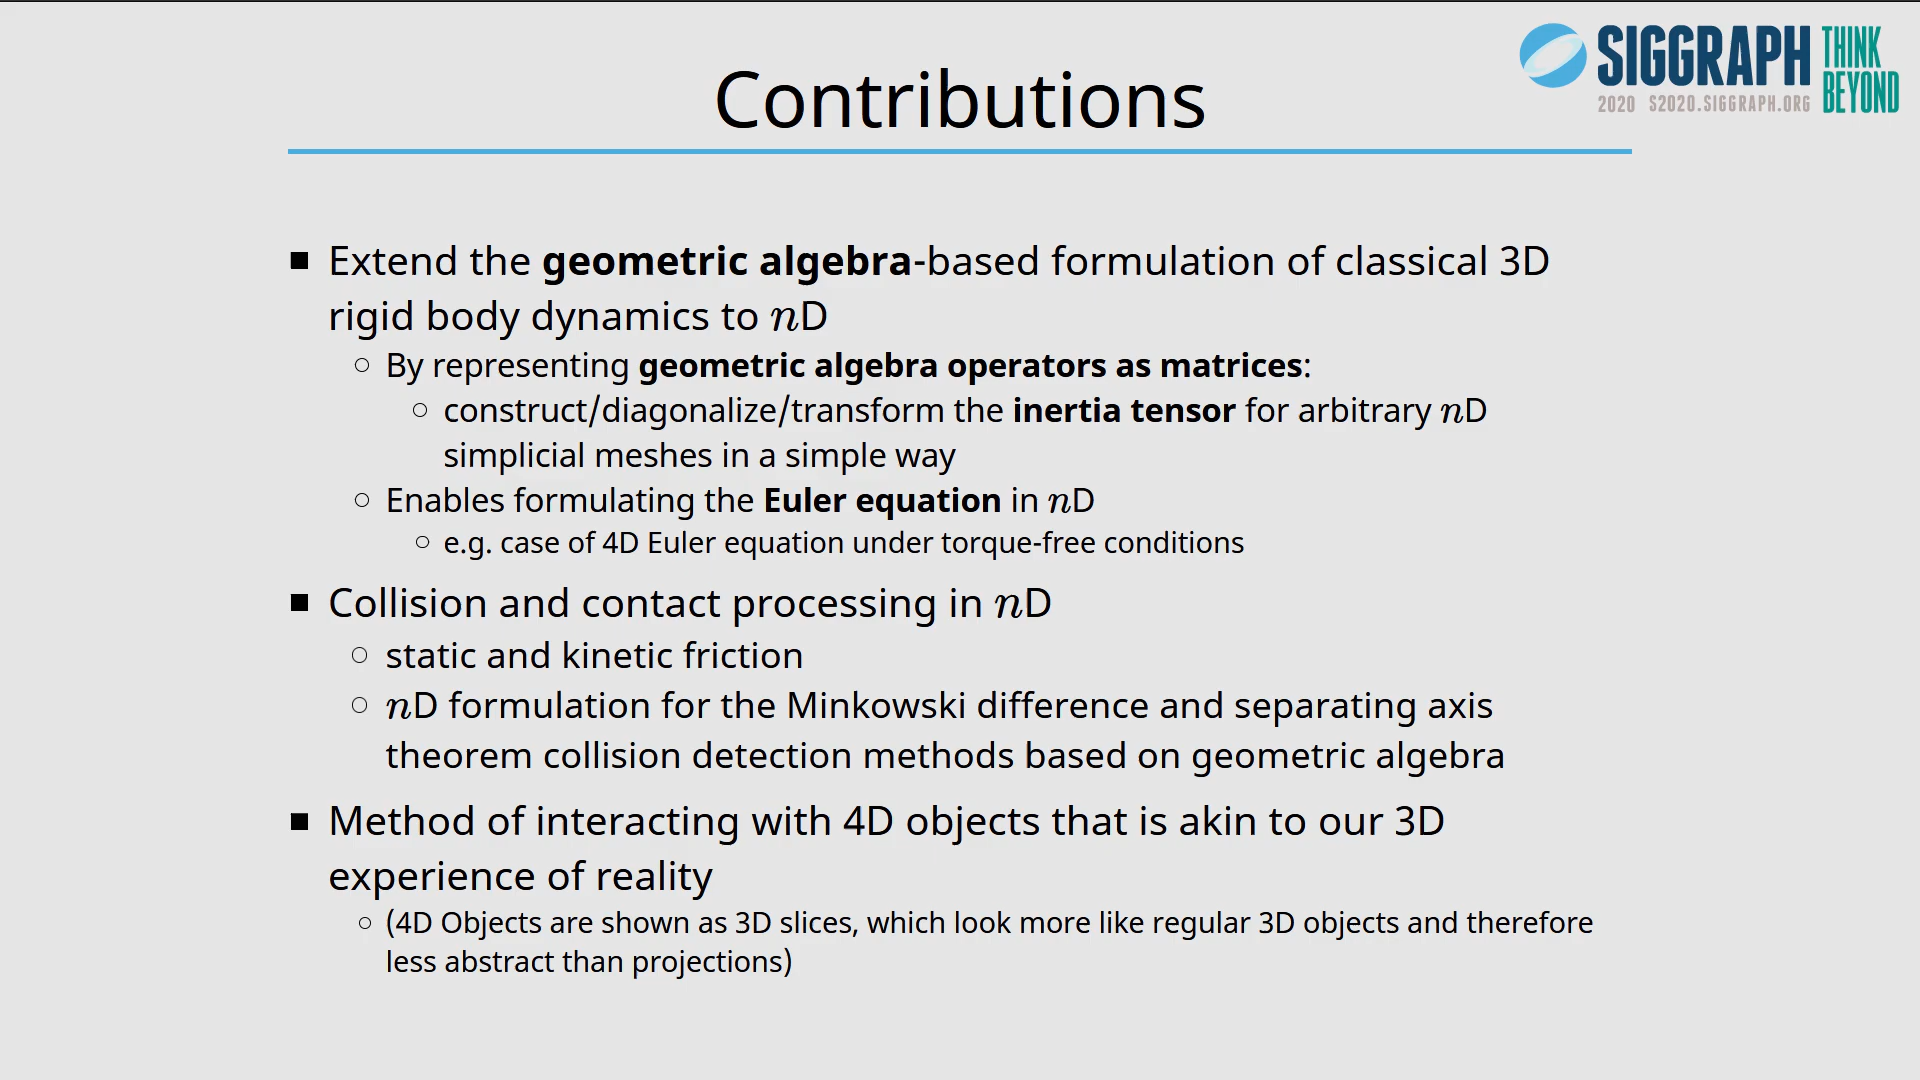 SIGGRAPH THINK BEYOND
2020 S2020.SIGGRAPH.ORG
Contributions
■ Extend the geometric algebra-based formulation of classical 3D
rigid body dynamics to nD
○ By representing geometric algebra operators as matrices:
○ construct/diagonalize/transform the inertia tensor for arbitrary nD
simplicial meshes in a simple way
○ Enables formulating the Euler equation in nD
○ e.g. case of 4D Euler equation under torque-free conditions
■ Collision and contact processing in nD
○ static and kinetic friction
○ nD formulation for the Minkowski difference and separating axis
theorem collision detection methods based on geometric algebra
■ Method of interacting with 4D objects that is akin to our 3D
experience of reality
○ (4D Objects are shown as 3D slices, which look more like regular 3D objects and therefore
less abstract than projections)